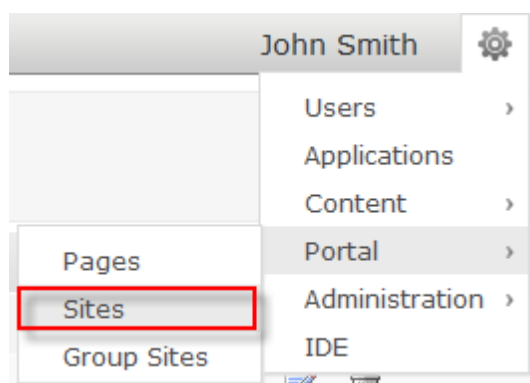 John Smith
Users
Applications
Content
Portal
Administration
IDE
Pages
Sites
Group Sites